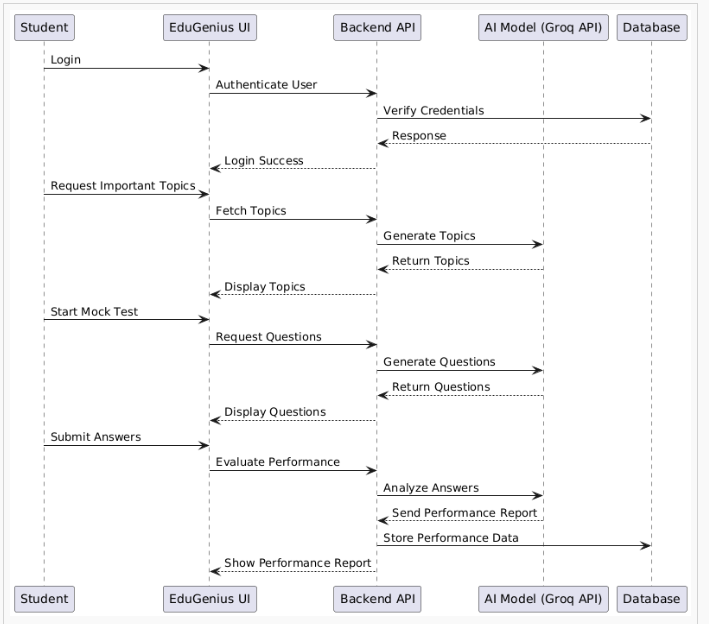 Student EduGenius UI Backend API AI Model (Groq API) Database
Login
Authenticate User
Verify Credentials
Response
Login Success
Request Important Topics
Fetch Topics
Generate Topics
Return Topics
Display Topics
Start Mock Test
Request Questions
Generate Questions
Return Questions
Display Questions
Submit Answers
Evaluate Performance
Analyze Answers
Send Performance Report
Store Performance Data
Show Performance Report
Student EduGenius UI Backend API AI Model (Groq API) Database